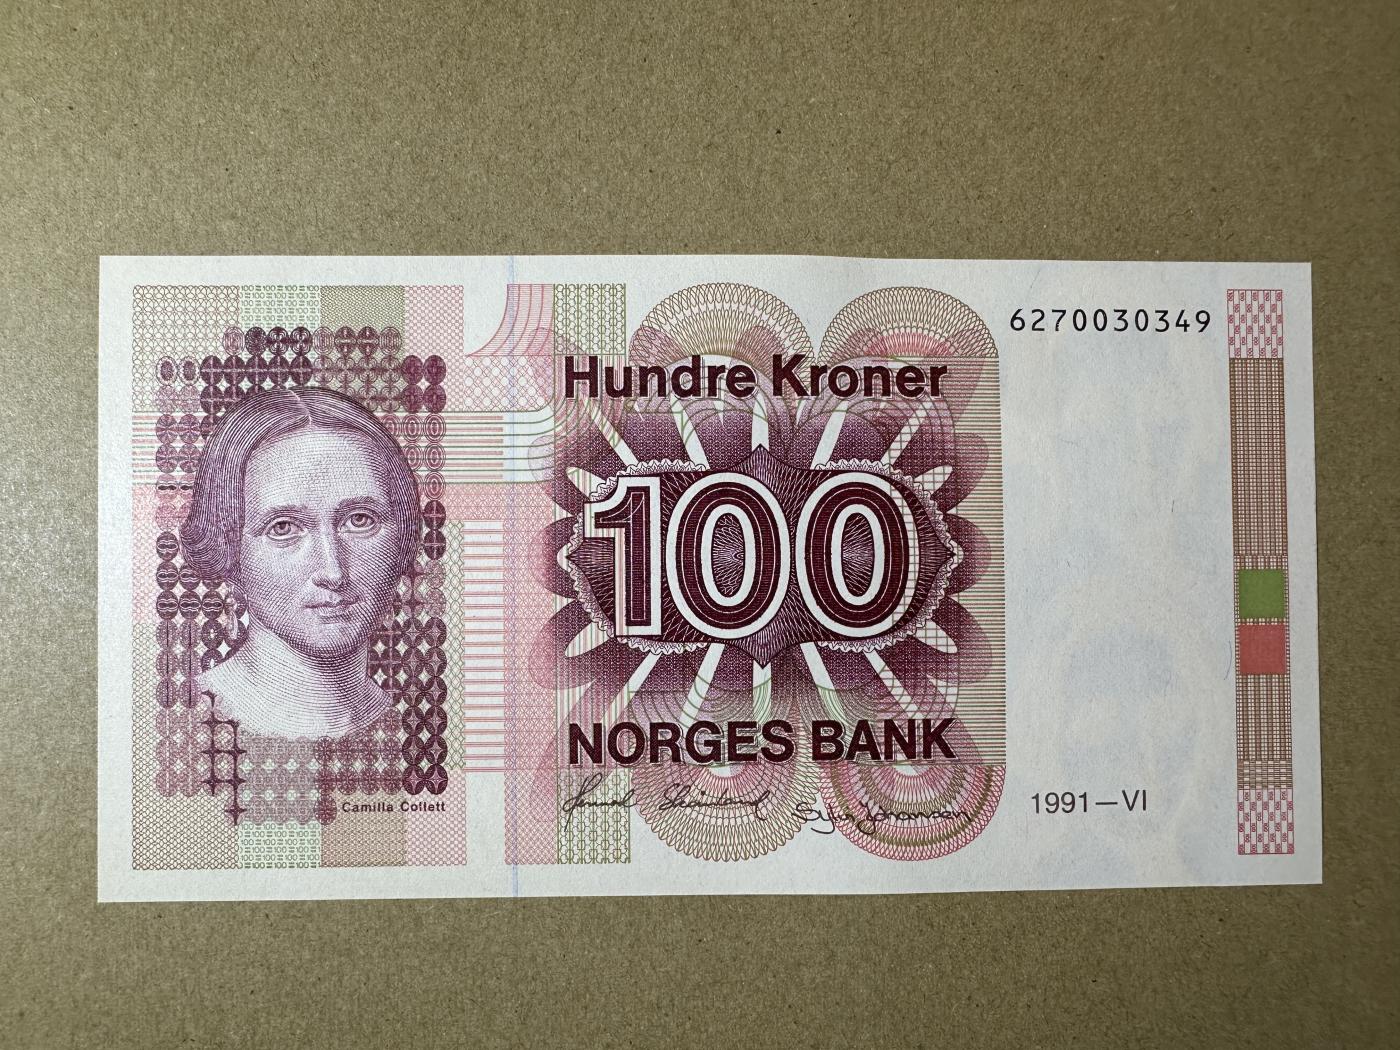 6270030349
Hundre Kroner
100
NORGES BANK
Camilla Collett
1991—VI